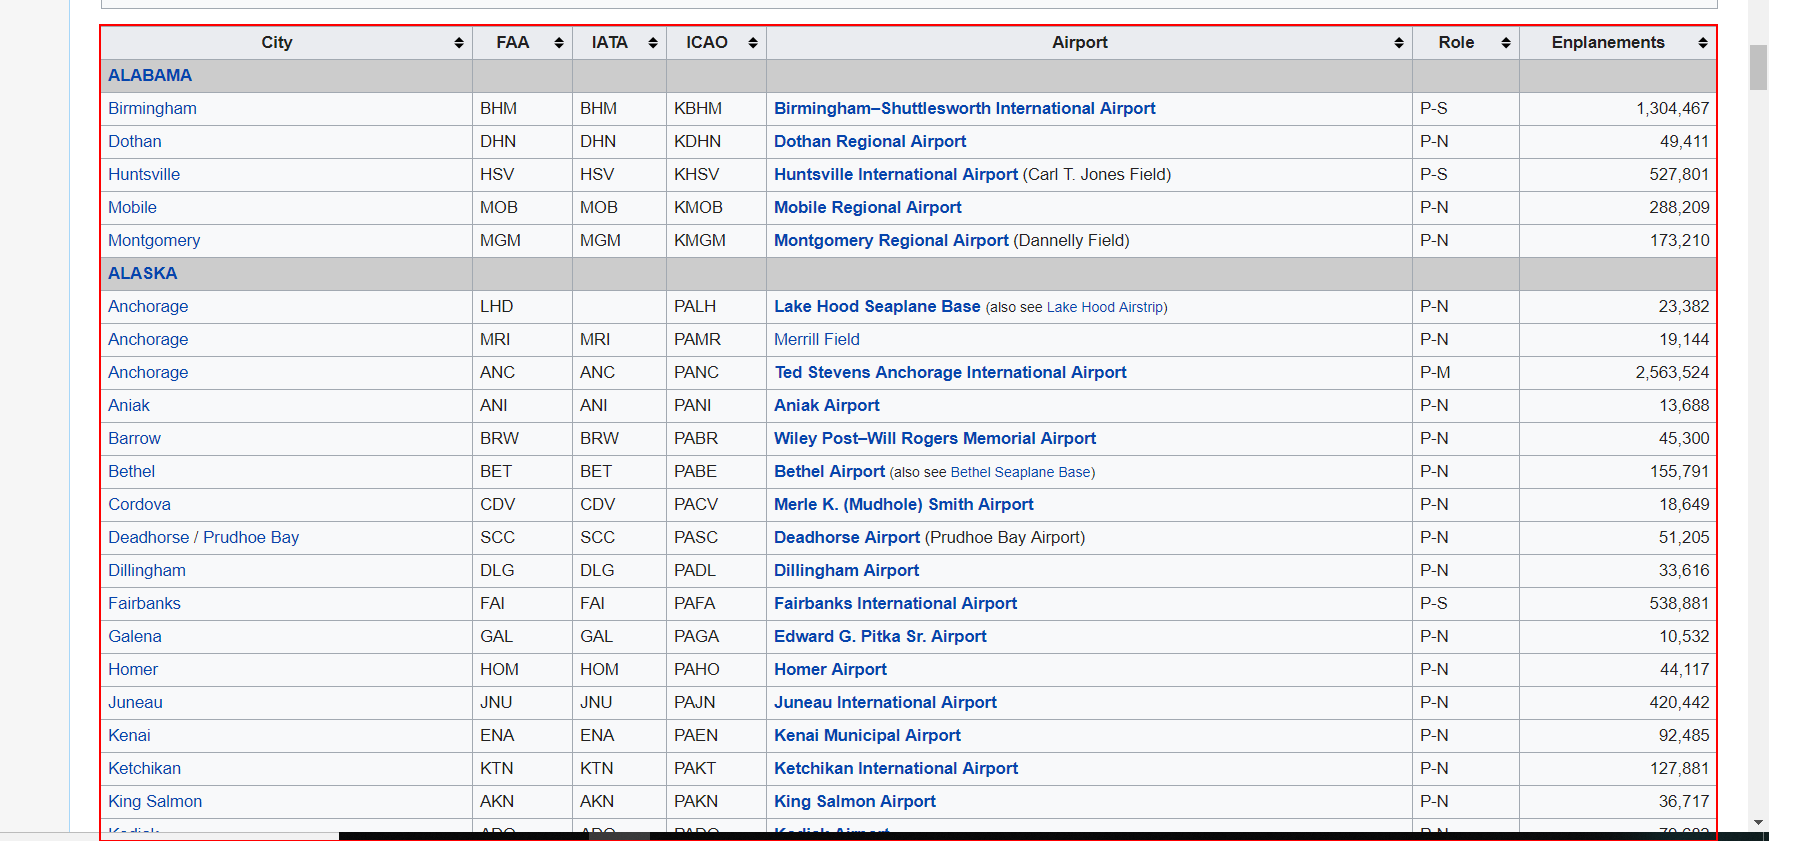 City FAA IATA ICAO Airport Role Enplanements
ALABAMA
Birmingham BHM BHM KBHM Birmingham–Shuttlesworth International Airport P-S 1,304,467
Dothan DHN DHN KDHN Dothan Regional Airport P-N 49,411
Huntsville HSV HSV KHSV Huntsville International Airport (Carl T. Jones Field) P-S 527,801
Mobile MOB MOB KMOB Mobile Regional Airport P-N 288,209
Montgomery MGM MGM KMGM Montgomery Regional Airport (Dannelly Field) P-N 173,210
ALASKA
Anchorage LHD PALH Lake Hood Seaplane Base (also see Lake Hood Airstrip) P-N 23,382
Anchorage MRI MRI PAMR Merrill Field P-N 19,144
Anchorage ANC ANC PANC Ted Stevens Anchorage International Airport P-M 2,563,524
Aniak ANI ANI PANI Aniak Airport P-N 13,688
Barrow BRW BRW PABR Wiley Post–Will Rogers Memorial Airport P-N 45,300
Bethel BET BET PABE Bethel Airport (also see Bethel Seaplane Base) P-N 155,791
Cordova CDV CDV PACV Merle K. (Mudhole) Smith Airport P-N 18,649
Deadhorse / Prudhoe Bay SCC SCC PASC Deadhorse Airport (Prudhoe Bay Airport) P-N 51,205
Dillingham DLG DLG PADL Dillingham Airport P-N 33,616
Fairbanks FAI FAI PAFA Fairbanks International Airport P-S 538,881
Galena GAL GAL PAGA Edward G. Pitka Sr. Airport P-N 10,532
Homer HOM HOM PAHO Homer Airport P-N 44,117
Juneau JNU JNU PAJN Juneau International Airport P-N 420,442
Kenai ENA ENA PAEN Kenai Municipal Airport P-N 92,485
Ketchikan KTN KTN PAKT Ketchikan International Airport P-N 127,881
King Salmon AKN AKN PAKN King Salmon Airport P-N 36,717